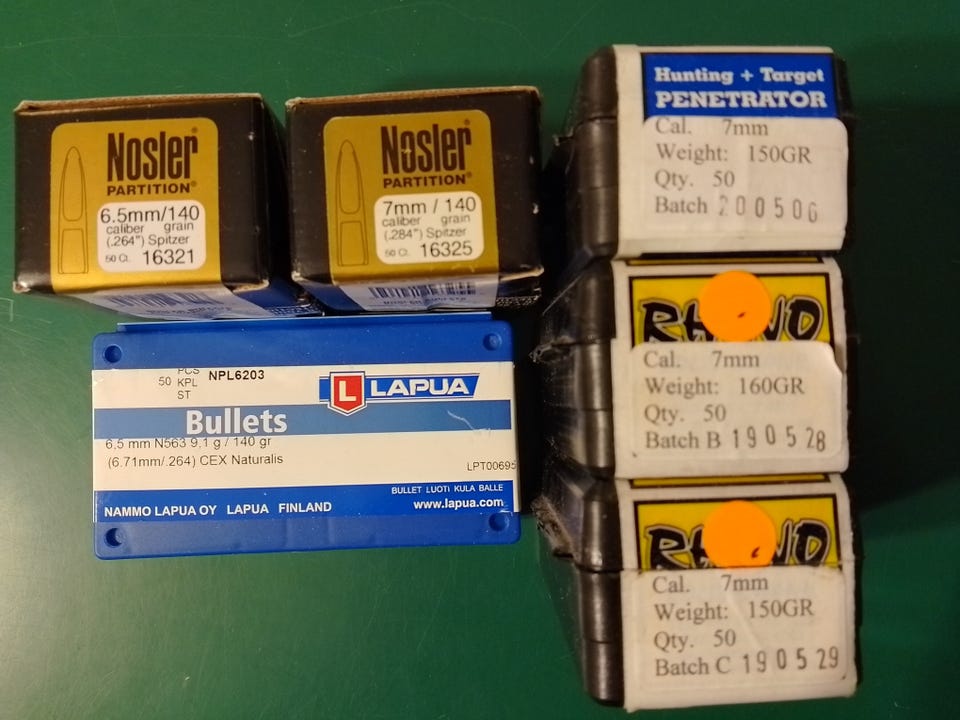 Nosler®
PARTITION®
6.5mm/140
caliber grain
(.264") Spitzer
50 Ct. 16321
Nosler®
PARTITION®
7mm / 140
caliber grain
(.284") Spitzer
50 Ct. 16325
50 PCS
KPL
ST
NPL6203
L LAPUA
Bullets
6,5 mm N563 9,1 g / 140 gr
(6.71mm/.264) CEX Naturalis
LPT00695
BULLET LUOTI KULA BALLE
NAMMO LAPUA OY LAPUA FINLAND
www.lapua.com
Hunting + Target
PENETRATOR
Cal. 7mm
Weight: 150GR
Qty. 50
Batch 200506
RHINO
Cal. 7mm
Weight: 160GR
Qty. 50
Batch B 190528
RHINO
Cal. 7mm
Weight: 150GR
Qty. 50
Batch C 190529